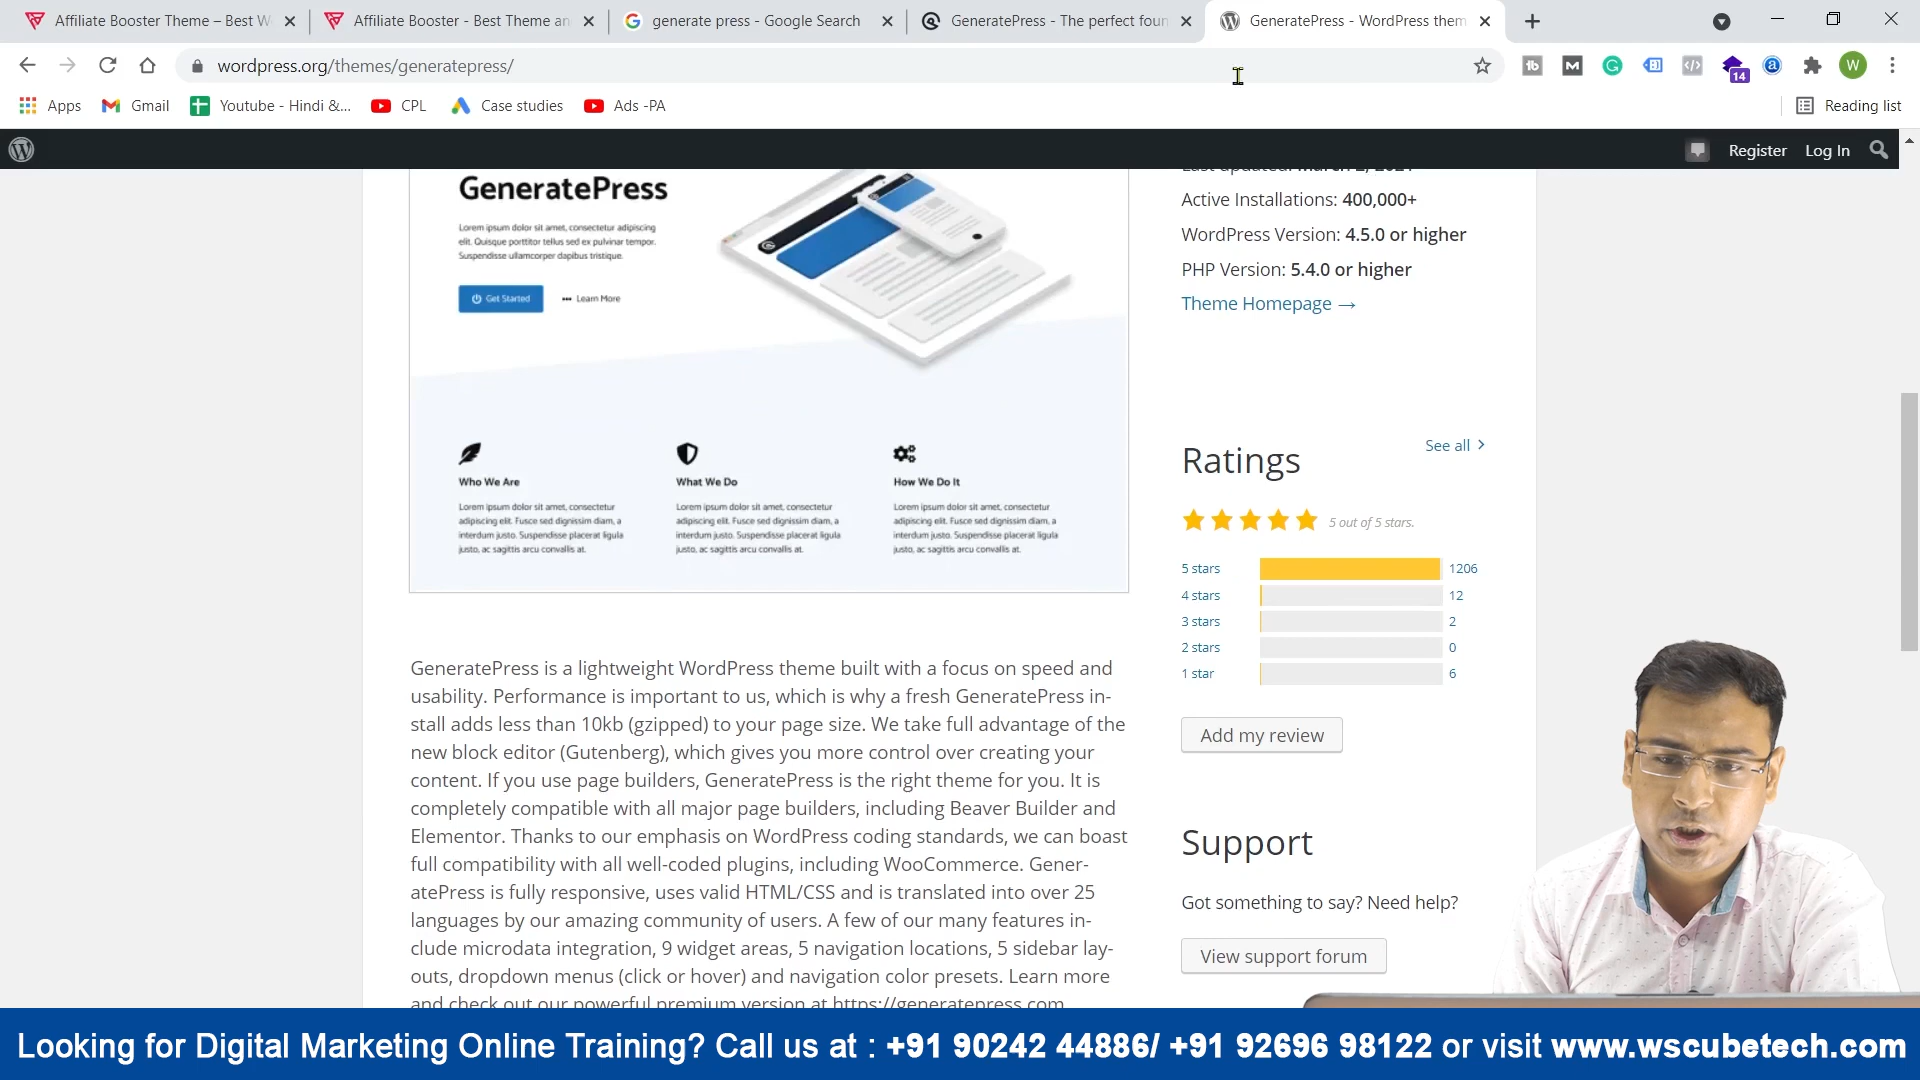 Affiliate Booster Theme – Best W
Affiliate Booster - Best Theme an
generate press - Google Search
GeneratePress - The perfect foun
GeneratePress - WordPress them
wordpress.org/themes/generatepress/
14
W
Apps
Gmail
Youtube - Hindi &...
CPL
Case studies
Ads -PA
Reading list
Register
Log In
GeneratePress
Lorem ipsum dolor sit amet, consectetur adipiscing
elit. Quisque porttitor tellus sed ex pulvinar tempor.
Suspendisse ullamcorper dapibus tristique.
Get Started
Learn More
Who We Are
Lorem ipsum dolor sit amet, consectetur
adipiscing elit. Fusce sed dignissim diam, a
interdum justo. Suspendisse placerat ligula
justo, ac sagittis arcu convallis at.
What We Do
Lorem ipsum dolor sit amet, consectetur
adipiscing elit. Fusce sed dignissim diam, a
interdum justo. Suspendisse placerat ligula
justo, ac sagittis arcu convallis at.
How We Do It
Lorem ipsum dolor sit amet, consectetur
adipiscing elit. Fusce sed dignissim diam, a
interdum justo. Suspendisse placerat ligula
justo, ac sagittis arcu convallis at.
GeneratePress is a lightweight WordPress theme built with a focus on speed and
usability. Performance is important to us, which is why a fresh GeneratePress in-
stall adds less than 10kb (gzipped) to your page size. We take full advantage of the
new block editor (Gutenberg), which gives you more control over creating your
content. If you use page builders, GeneratePress is the right theme for you. It is
completely compatible with all major page builders, including Beaver Builder and
Elementor. Thanks to our emphasis on WordPress coding standards, we can boast
full compatibility with all well-coded plugins, including WooCommerce. Gener-
atePress is fully responsive, uses valid HTML/CSS and is translated into over 25
languages by our amazing community of users. A few of our many features in-
clude microdata integration, 9 widget areas, 5 navigation locations, 5 sidebar lay-
outs, dropdown menus (click or hover) and navigation color presets. Learn more
and check out our powerful premium version at https://generatepress.com
Last updated: March 2, 2021
Active Installations: 400,000+
WordPress Version: 4.5.0 or higher
PHP Version: 5.4.0 or higher
Theme Homepage →
Ratings
See all >
5 out of 5 stars.
5 stars 1206
4 stars 12
3 stars 2
2 stars 0
1 star 6
Add my review
Support
Got something to say? Need help?
View support forum
Looking for Digital Marketing Online Training? Call us at : +91 90242 44886/ +91 92696 98122 or visit www.wscubetech.com